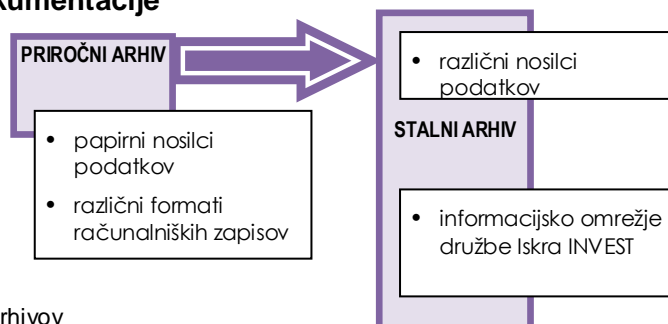 kumentacije
PRIROČNI ARHIV
• papirni nosilci
podatkov
• različni formati
računalniških zapisov
• različni nosilci
podatkov
STALNI ARHIV
• informacijsko omrežje
družbe Iskra INVEST
rhivov